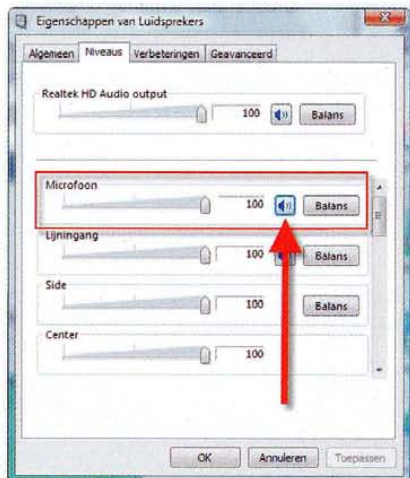 Eigenschappen van Luidsprekers
Algemeen Niveaus Verbeteringen Geavanceerd
Realtek HD Audio output
100 Balans
Microfoon
100 Balans
Lijningang
100 Balans
Side
100 Balans
Center
100
OK Annuleren Toepassen